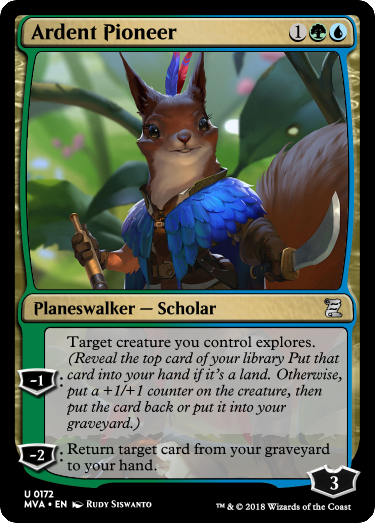 Ardent Pioneer 1
Planeswalker — Scholar
Target creature you control explores.
(Reveal the top card of your library Put that
-1: card into your hand if it's a land. Otherwise,
put a +1/+1 counter on the creature, then
put the card back or put it into your
graveyard.)
-2: Return target card from your graveyard
to your hand.
3
U 0172
MVA • EN Rudy Siswanto ™ & © 2018 Wizards of the Coast